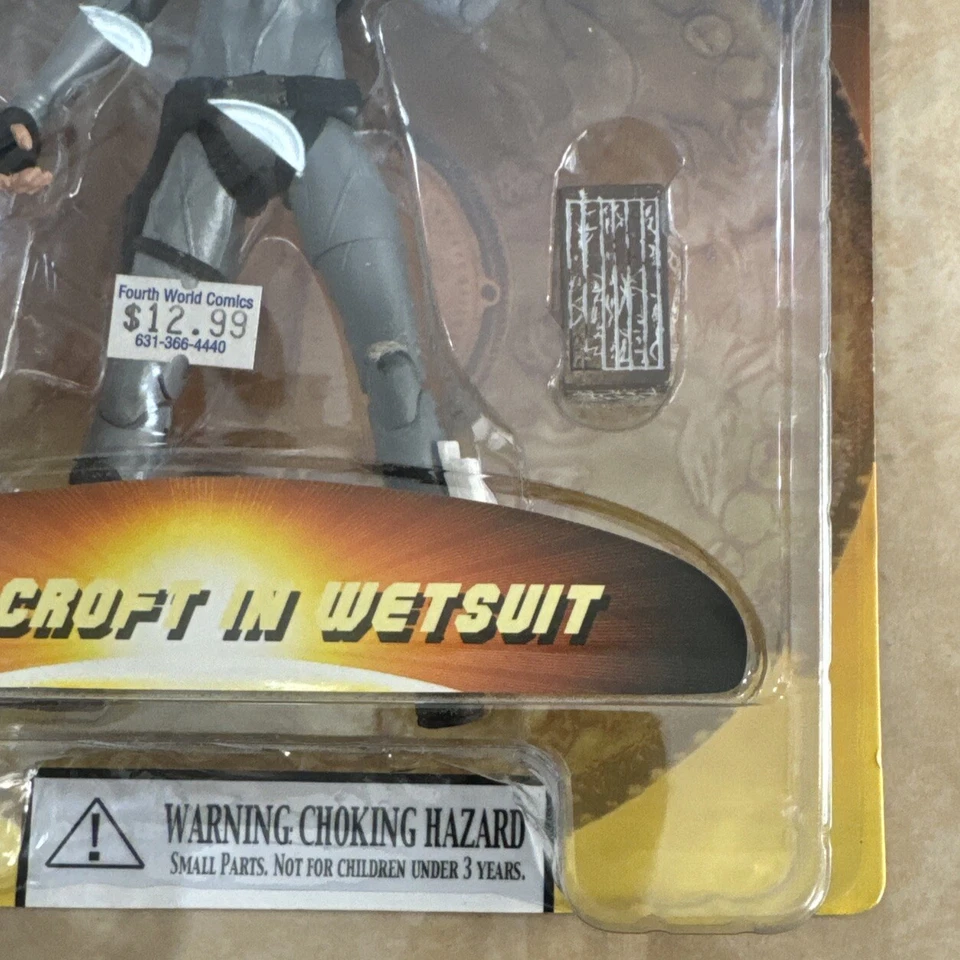 Fourth World Comics
$12.99
631-366-4440
CROFT IN WETSUIT
WARNING: CHOKING HAZARD
SMALL PARTS. NOT FOR CHILDREN UNDER 3 YEARS.